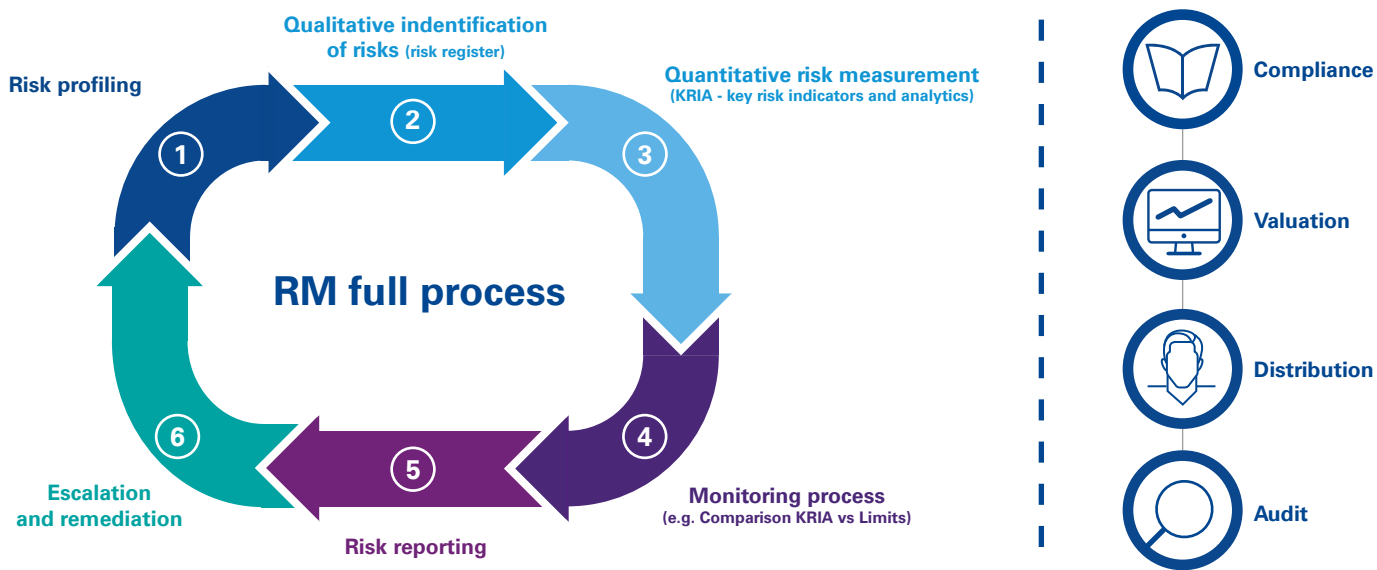 Risk profiling
1
Qualitative indentification
of risks (risk register)
2
Quantitative risk measurement
(KRIA - key risk indicators and analytics)
3
RM full process
4
Monitoring process
(e.g. Comparison KRIA vs Limits)
5
Risk reporting
6
Escalation
and remediation
Compliance
Valuation
Distribution
Audit